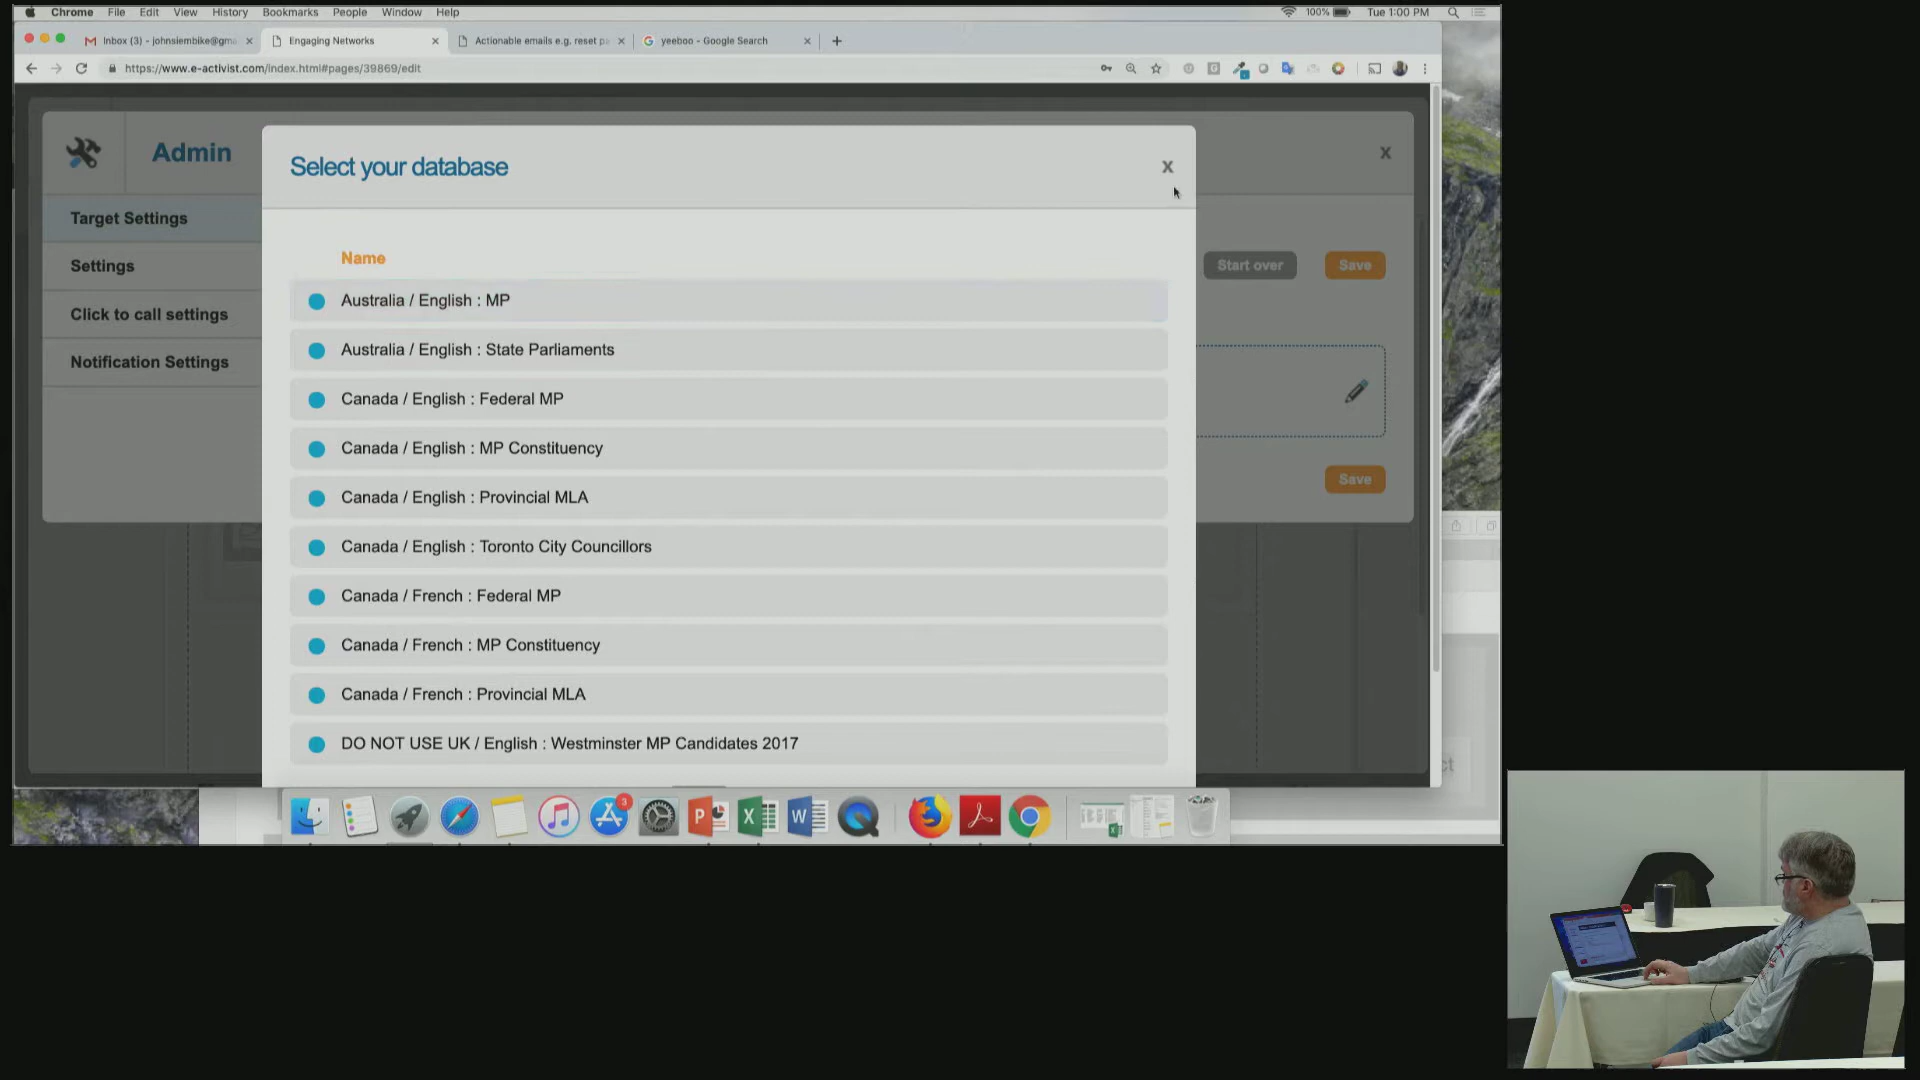 Chrome File Edit View History Bookmarks People Window Help
100% Tue 1:00 PM
Inbox (3) - johnsiembike@gma
Engaging Networks
Actionable emails e.g. reset pa
yeeboo - Google Search
https://www.e-activist.com/index.html#pages/39869/edit
Admin
Select your database
x
x
Target Settings
Settings
Click to call settings
Notification Settings
Start over
Save
Save
Name
Australia / English : MP
Australia / English : State Parliaments
Canada / English : Federal MP
Canada / English : MP Constituency
Canada / English : Provincial MLA
Canada / English : Toronto City Councillors
Canada / French : Federal MP
Canada / French : MP Constituency
Canada / French : Provincial MLA
DO NOT USE UK / English : Westminster MP Candidates 2017
ct
3
P
X
W